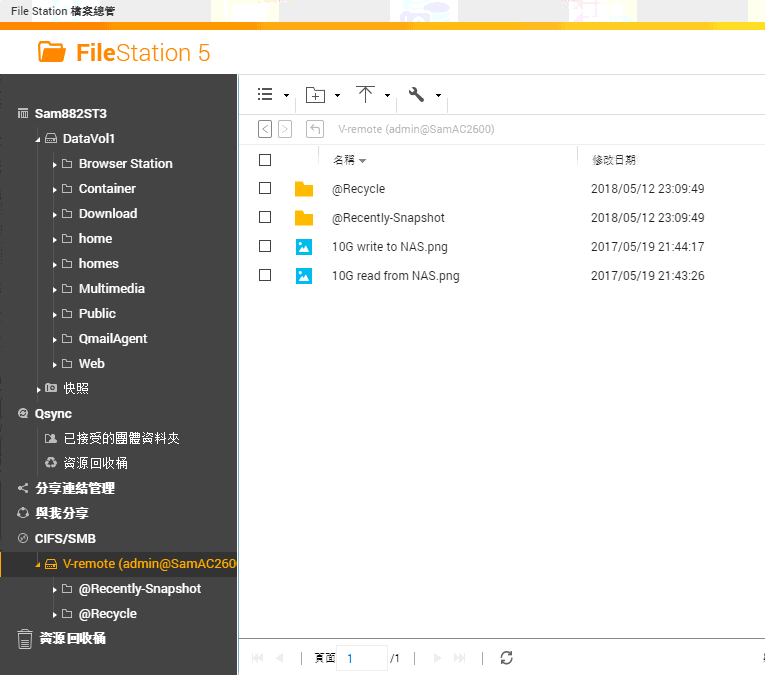 File Station 檔案總管
FileStation 5
Sam882ST3
DataVol1
Browser Station
Container
Download
home
homes
Multimedia
Public
QmailAgent
Web
快照
Qsync
已接受的團體資料夾
資源回收桶
分享連結管理
與我分享
CIFS/SMB
V-remote (admin@SamAC2600
@Recently-Snapshot
@Recycle
資源回收桶
V-remote (admin@SamAC2600)
名稱 修改日期
@Recycle 2018/05/12 23:09:49
@Recently-Snapshot 2018/05/12 23:09:49
10G write to NAS.png 2017/05/19 21:44:17
10G read from NAS.png 2017/05/19 21:43:26
頁面 1 /1